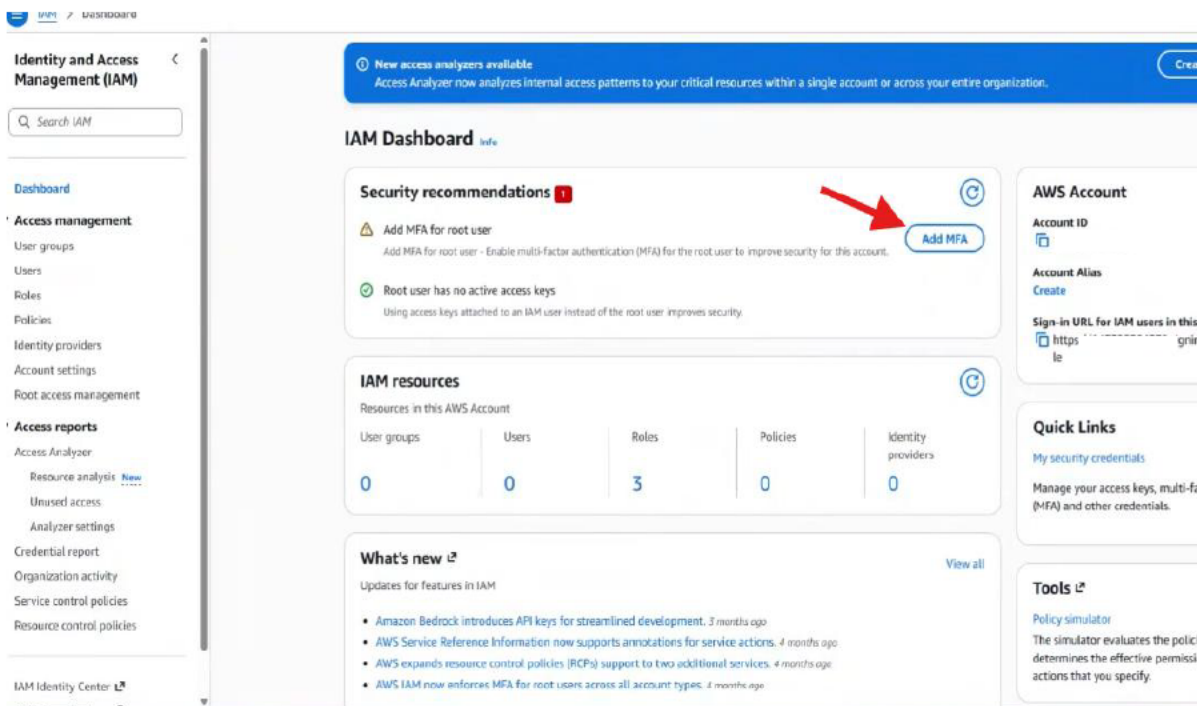 IAM > Dashboard
Identity and Access
Management (IAM)
Search IAM
Dashboard
Access management
User groups
Users
Roles
Policies
Identity providers
Account settings
Root access management
Access reports
Access Analyzer
Resource analysis New
Unused access
Analyzer settings
Credential report
Organization activity
Service control policies
Resource control policies
IAM Identity Center
New access analyzers available
Access Analyzer now analyzes internal access patterns to your critical resources within a single account or across your entire organization.
Crea
IAM Dashboard Info
Security recommendations 1
Add MFA for root user
Add MFA for root user - Enable multi-factor authentication (MFA) for the root user to improve security for this account.
Add MFA
Root user has no active access keys
Using access keys attached to an IAM user instead of the root user improves security.
IAM resources
Resources in this AWS Account
User groups
Users
Roles
Policies
Identity
providers
0
0
3
0
0
What's new
View all
Updates for features in IAM
Amazon Bedrock introduces API keys for streamlined development. 3 months ago
AWS Service Reference Information now supports annotations for service actions. 4 months ago
AWS expands resource control policies (RCPs) support to two additional services. 4 months ago
AWS IAM now enforces MFA for root users across all account types. 4 months ago
AWS Account
Account ID
Account Alias
Create
Sign-in URL for IAM users in this
https gnin
le
Quick Links
My security credentials
Manage your access keys, multi-fa
(MFA) and other credentials.
Tools
Policy simulator
The simulator evaluates the polici
determines the effective permissi
actions that you specify.